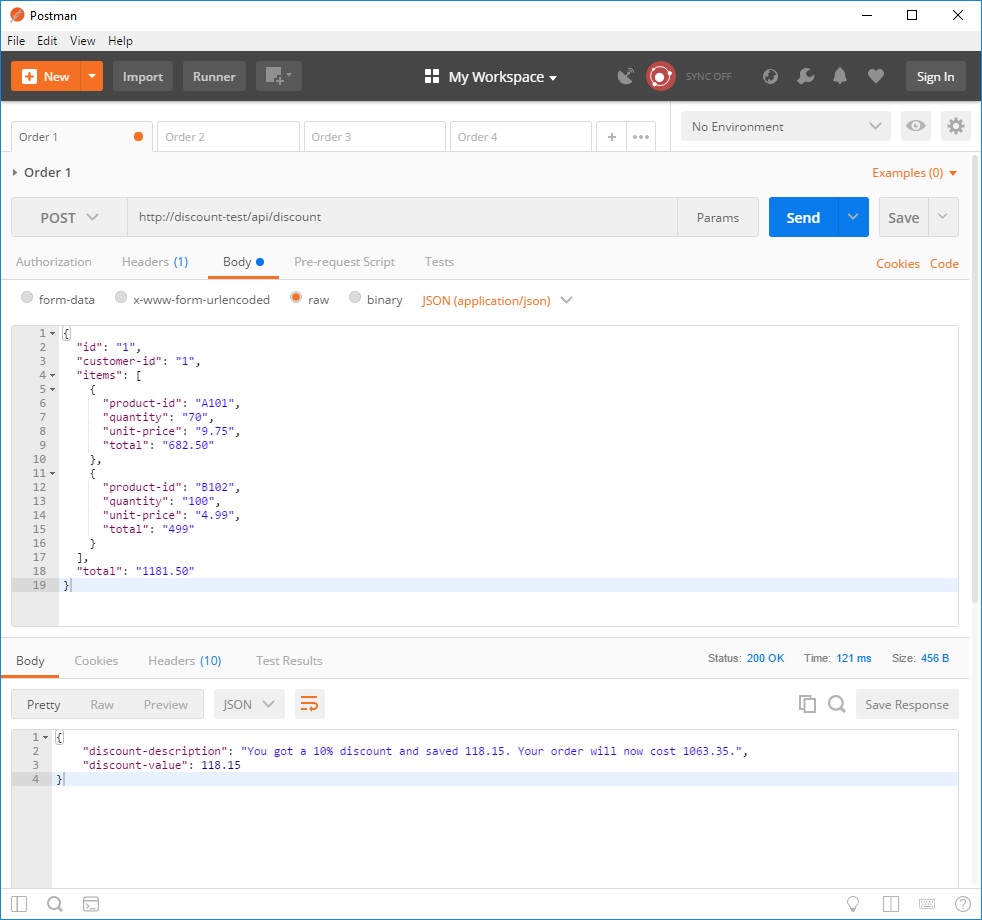 Postman
File Edit View Help
New Import Runner My Workspace SYNC OFF Sign In
Order 1 Order 2 Order 3 Order 4 + ••• No Environment
Order 1 Examples (0)
POST http://discount-test/api/discount Params Send Save
Authorization Headers (1) Body Pre-request Script Tests Cookies Code
form-data x-www-form-urlencoded raw binary JSON (application/json)
1 {
2 "id": "1",
3 "customer-id": "1",
4 "items": [
5 {
6 "product-id": "A101",
7 "quantity": "70",
8 "unit-price": "9.75",
9 "total": "682.50"
10 },
11 {
12 "product-id": "B102",
13 "quantity": "100",
14 "unit-price": "4.99",
15 "total": "499"
16 }
17 ],
18 "total": "1181.50"
19 }
Body Cookies Headers (10) Test Results Status: 200 OK Time: 121 ms Size: 456 B
Pretty Raw Preview JSON Save Response
1 {
2 "discount-description": "You got a 10% discount and saved 118.15. Your order will now cost 1063.35.",
3 "discount-value": 118.15
4 }